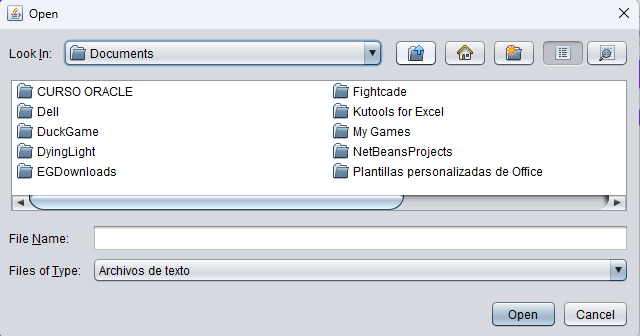 Open
Look In: Documents
CURSO ORACLE
Dell
DuckGame
DyingLight
EGDownloads
Fightcade
Kutools for Excel
My Games
NetBeansProjects
Plantillas personalizadas de Office
File Name:
Files of Type: Archivos de texto
Open Cancel